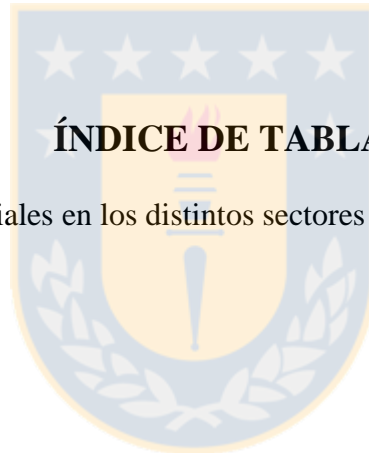 ÍNDICE DE TABLA
iales en los distintos sectores